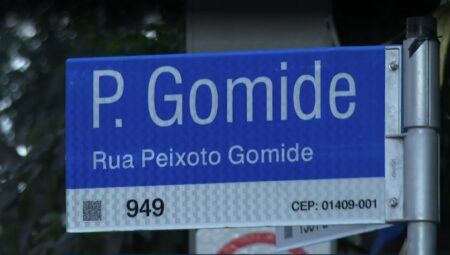 P. Gomide
Rua Peixoto Gomide
949 CEP: 01409-001